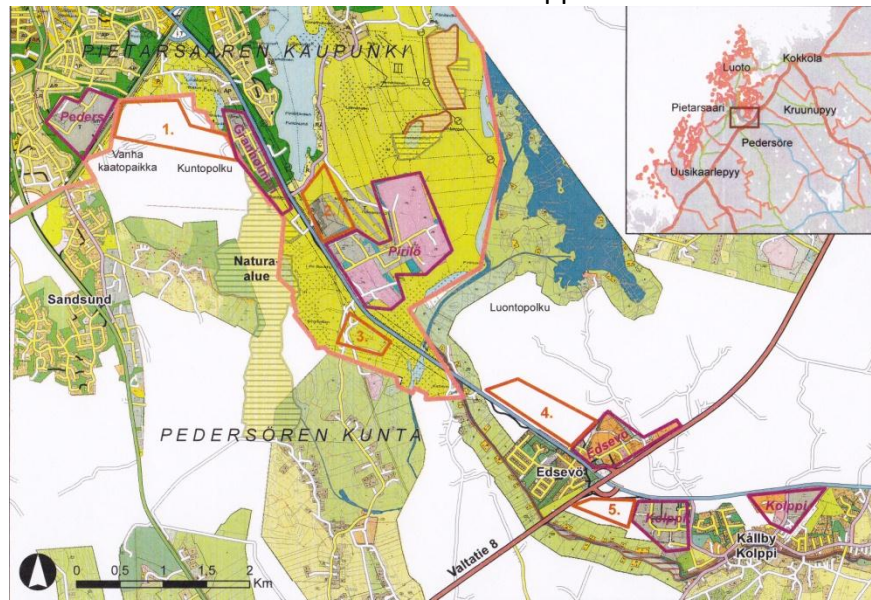 PIETARSAAREN KAUPUNKI
Peders
1.
Vanha
kaatopaikka
Kuntopolku
Granholm
Pirilö
Natura-
alue
Sandsund
3.
Luontopolku
4.
PEDERSÖREN KUNTA
Edsevö
Edsevö
5.
Kolppi
Kolppi
Kållby
Kolppi
Valtatie 8
0 0,5 1 2
Km
Luoto
Kokkola
Pietarsaari
Kruunupyy
Pedersöre
Uusikaarlepyy